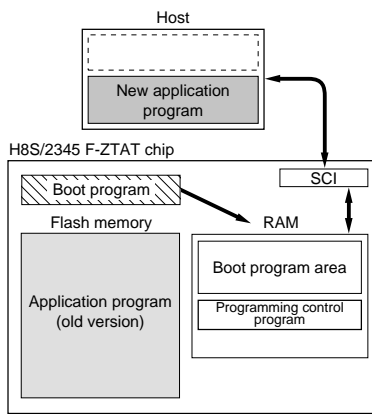 Host
New application
program
H8S/2345 F-ZTAT chip
SCI
Boot program
Flash memory
RAM
Application program
(old version)
Boot program area
Programming control
program